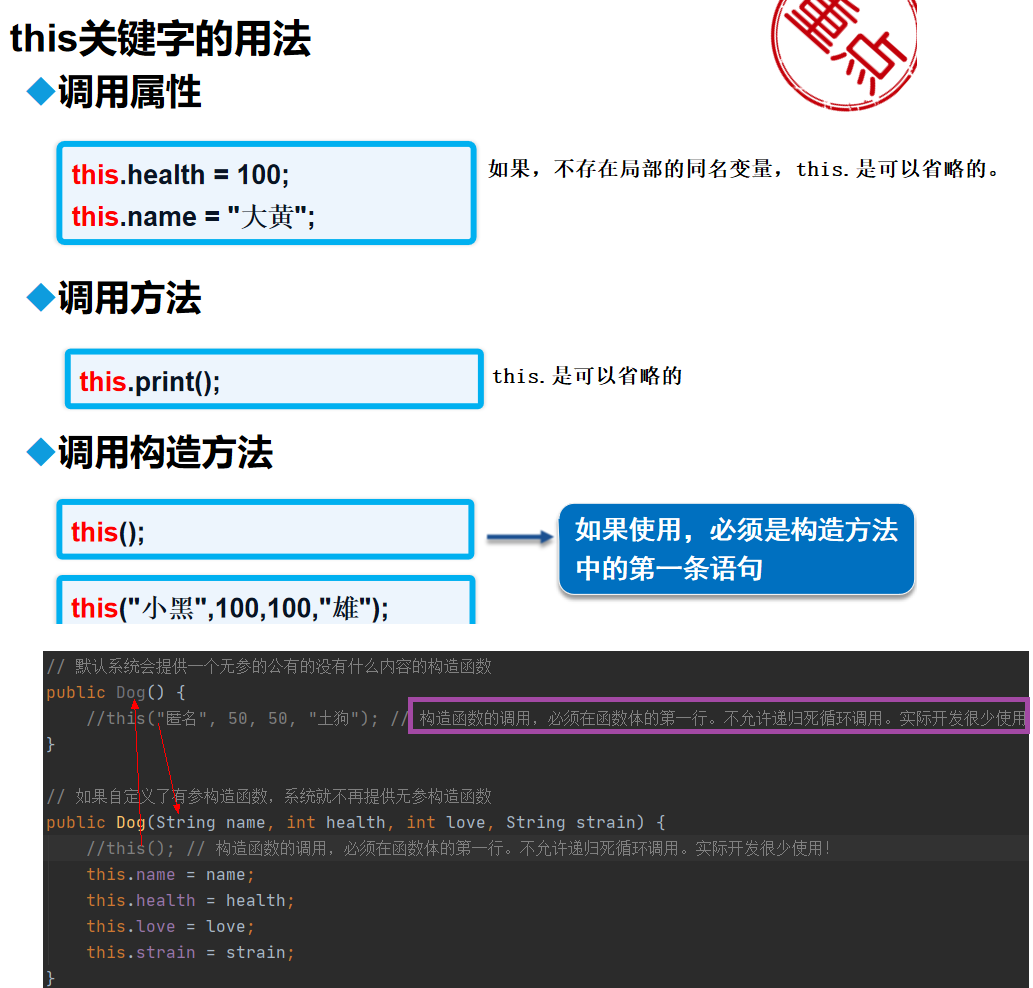 this关键字的用法
重点
调用属性
this.health = 100;
this.name = "大黄";
如果，不存在局部的同名变量，this.是可以省略的。
调用方法
this.print();
this.是可以省略的
调用构造方法
this();
如果使用，必须是构造方法
中的第一条语句
this("小黑",100,100,"雄");
// 默认系统会提供一个无参的公有的没有什么内容的构造函数
public Dog() {
//this("匿名", 50, 50, "土狗"); // 构造函数的调用，必须在函数体的第一行。不允许递归死循环调用。实际开发很少使用
}
// 如果自定义了有参构造函数，系统就不再提供无参构造函数
public Dog(String name, int health, int love, String strain) {
//this(); // 构造函数的调用，必须在函数体的第一行。不允许递归死循环调用。实际开发很少使用！
this.name = name;
this.health = health;
this.love = love;
this.strain = strain;
}